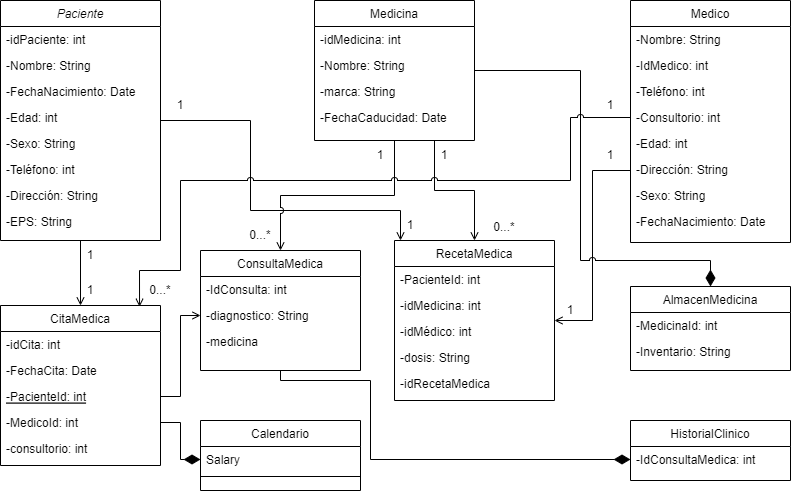 Paciente
-idPaciente: int
-Nombre: String
-FechaNacimiento: Date
-Edad: int
-Sexo: String
-Teléfono: int
-Dirección: String
-EPS: String
Medicina
-idMedicina: int
-Nombre: String
-marca: String
-FechaCaducidad: Date
Medico
-Nombre: String
-IdMedico: int
-Teléfono: int
-Consultorio: int
-Edad: int
-Dirección: String
-Sexo: String
-FechaNacimiento: Date
1
1
1
1
1
1
1
1
0...*
0...*
0...*
1
CitaMedica
-idCita: int
-FechaCita: Date
-PacienteId: int
-MedicoId: int
-consultorio: int
ConsultaMedica
-IdConsulta: int
-diagnostico: String
-medicina
RecetaMedica
-PacienteId: int
-idMedicina: int
-idMédico: int
-dosis: String
-idRecetaMedica
AlmacenMedicina
-MedicinaId: int
-Inventario: String
Calendario
Salary
HistorialClinico
-IdConsultaMedica: int